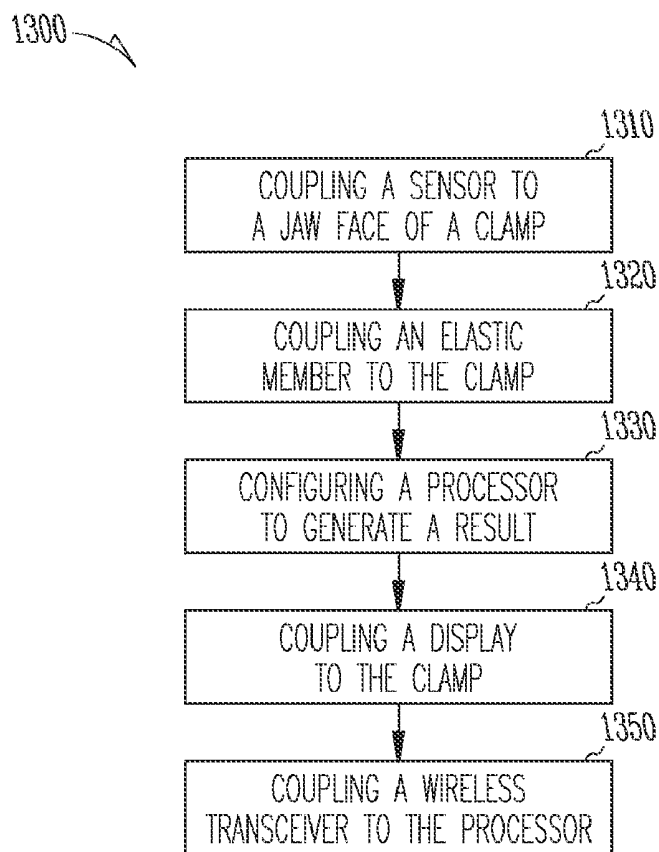 1300
1310
COUPLING A SENSOR TO
A JAW FACE OF A CLAMP
1320
COUPLING AN ELASTIC
MEMBER TO THE CLAMP
1330
CONFIGURING A PROCESSOR
TO GENERATE A RESULT
1340
COUPLING A DISPLAY
TO THE CLAMP
1350
COUPLING A WIRELESS
TRANSCEIVER TO THE PROCESSOR